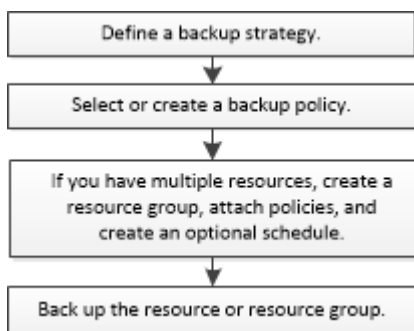 Define a backup strategy.
Select or create a backup policy.
If you have multiple resources, create a
resource group, attach policies, and
create an optional schedule.
Back up the resource or resource group.